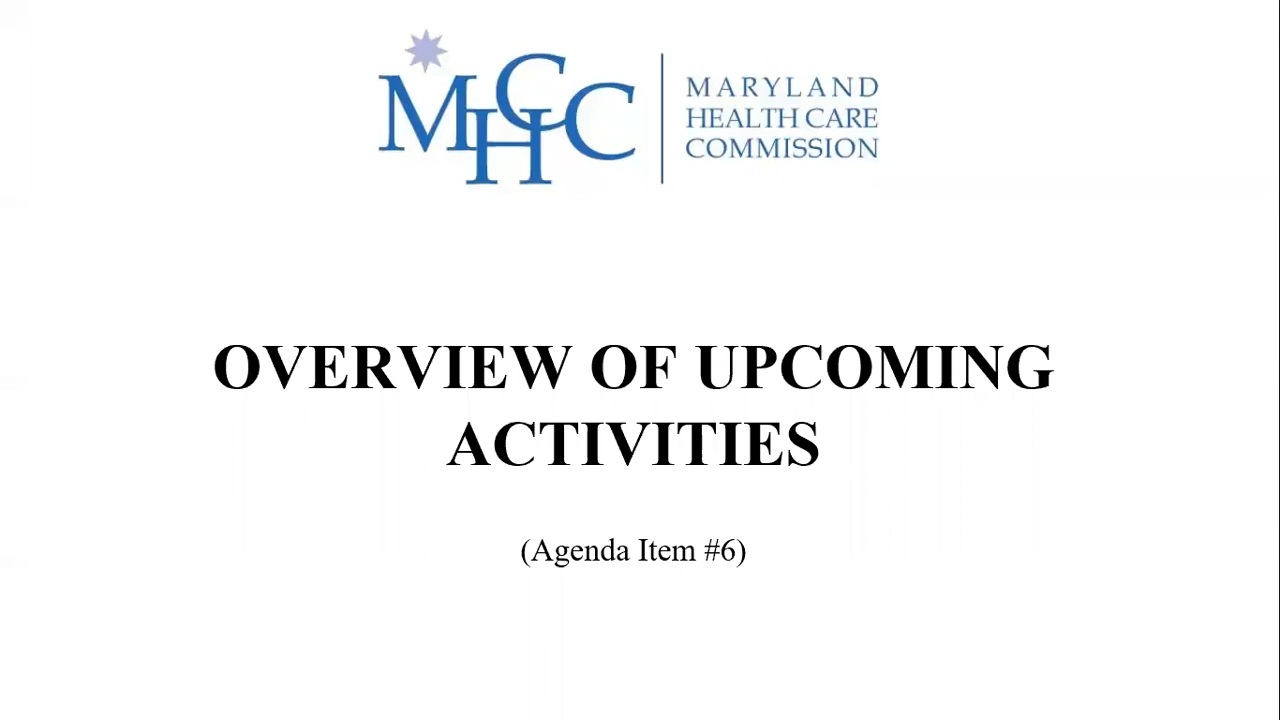 MHCC
MARYLAND
HEALTH CARE
COMMISSION
OVERVIEW OF UPCOMING
ACTIVITIES
(Agenda Item #6)